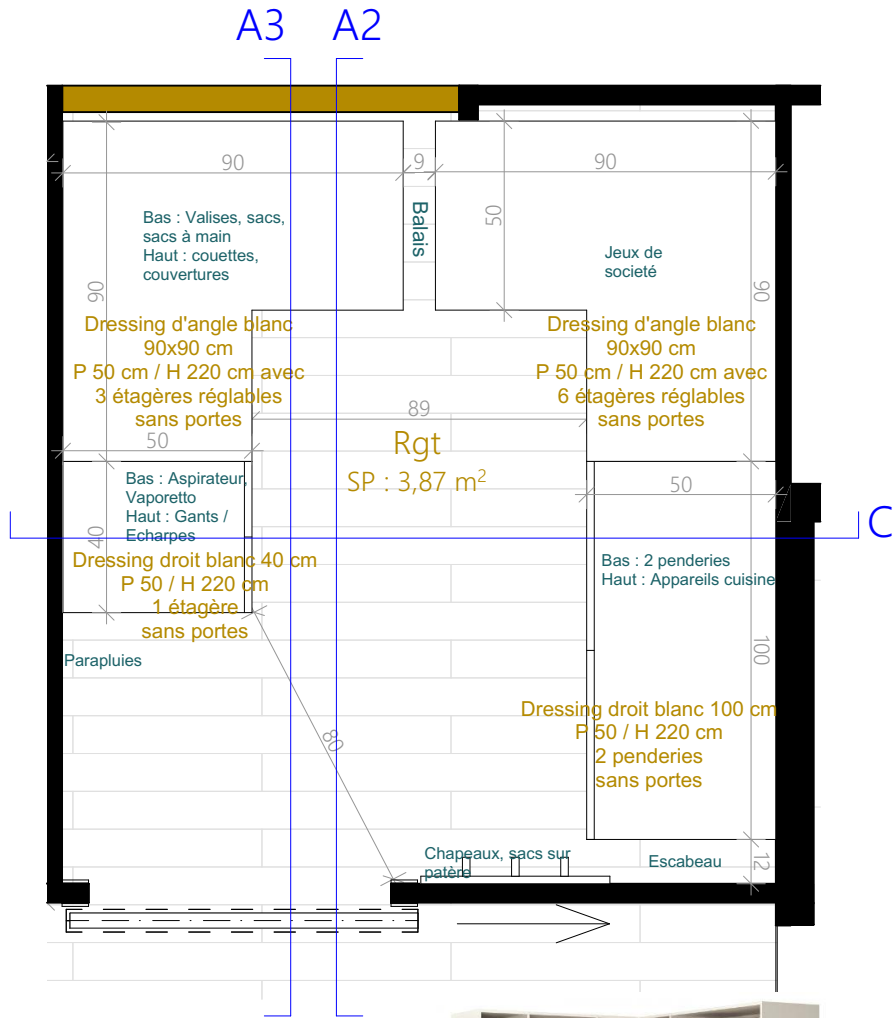 A3 A2
90 9 90
Balais
50
Bas : Valises, sacs,
sacs à main
Haut : couettes,
couvertures
Jeux de
societé
90
90
Dressing d'angle blanc
90x90 cm
P 50 cm / H 220 cm avec
3 étagères réglables
sans portes
Dressing d'angle blanc
90x90 cm
P 50 cm / H 220 cm avec
6 étagères réglables
sans portes
89
50
Rgt
SP : 3,87 m²
50
Bas : Aspirateur,
Vaporetto
Haut : Gants /
Echarpes
40
C
Dressing droit blanc 40 cm
P 50 / H 220 cm
1 étagère
sans portes
Bas : 2 penderies
Haut : Appareils cuisine
100
Parapluies
80
Dressing droit blanc 100 cm
P 50 / H 220 cm
2 penderies
sans portes
Chapeaux, sacs sur
patère
Escabeau
12